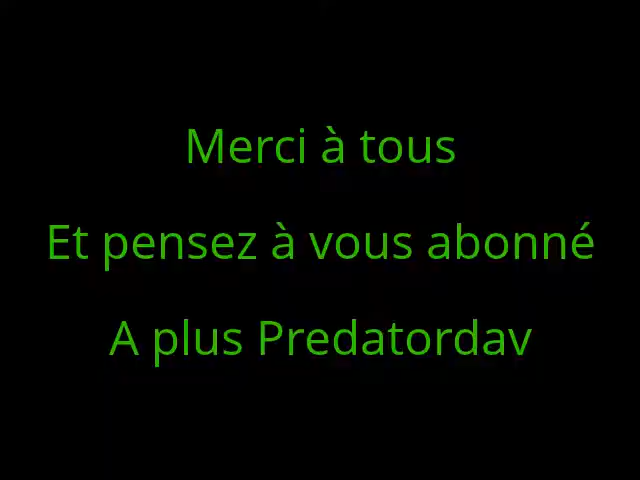 Merci à tous
Et pensez à vous abonné
A plus Predatordav